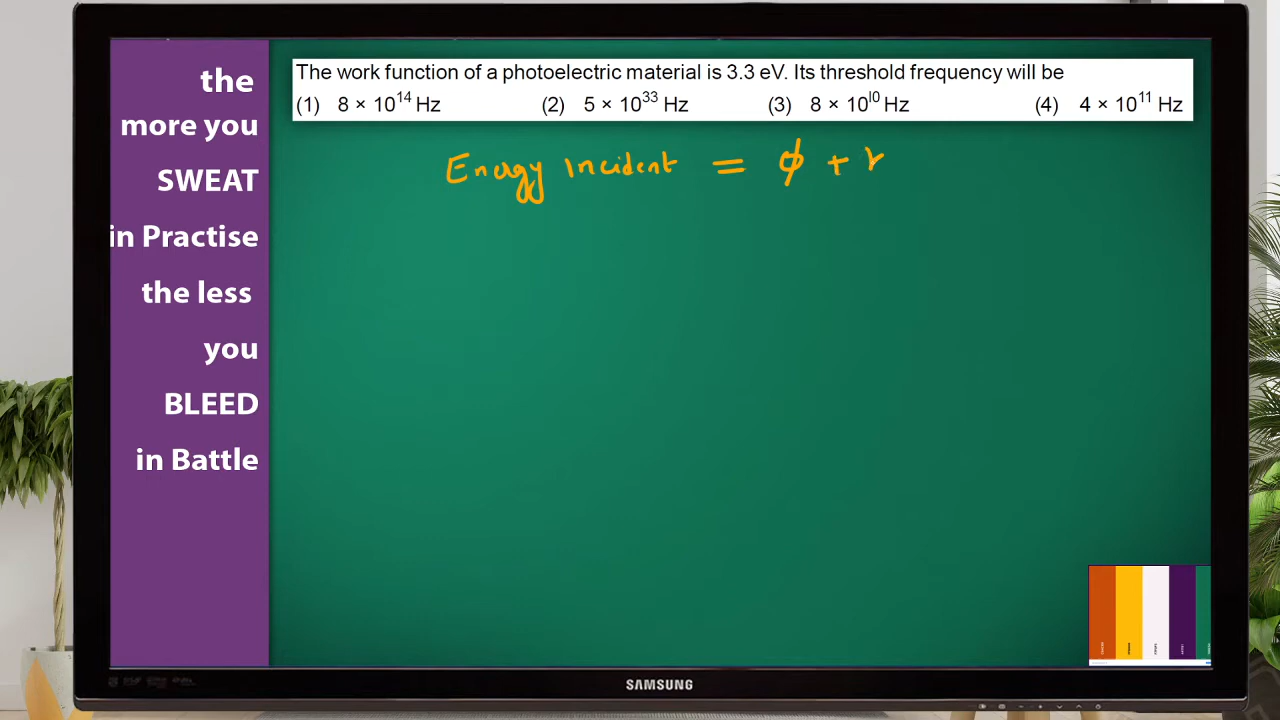 the
more you
SWEAT
in Practise
the less
you
BLEED
in Battle
The work function of a photoelectric material is 3.3 eV. Its threshold frequency will be
(1) 8 × 10¹⁴ Hz (2) 5 × 10³³ Hz (3) 8 × 10¹⁰ Hz (4) 4 × 10¹¹ Hz
Energy Incident = ϕ +
SAMSUNG